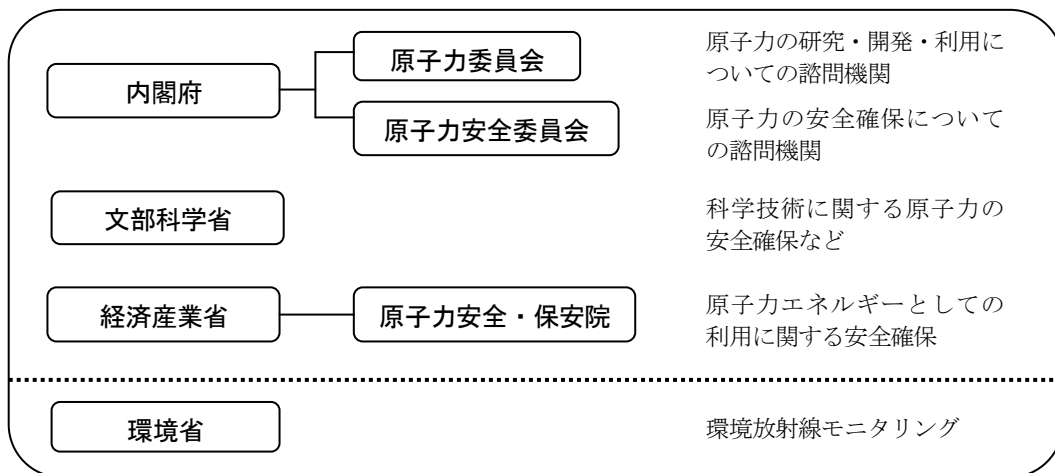 内閣府
原子力委員会
原子力の研究・開発・利用に
ついての諮問機関
原子力安全委員会
原子力の安全確保について
の諮問機関
文部科学省
科学技術に関する原子力の
安全確保など
経済産業省
原子力安全・保安院
原子力エネルギーとしての
利用に関する安全確保
環境省
環境放射線モニタリング